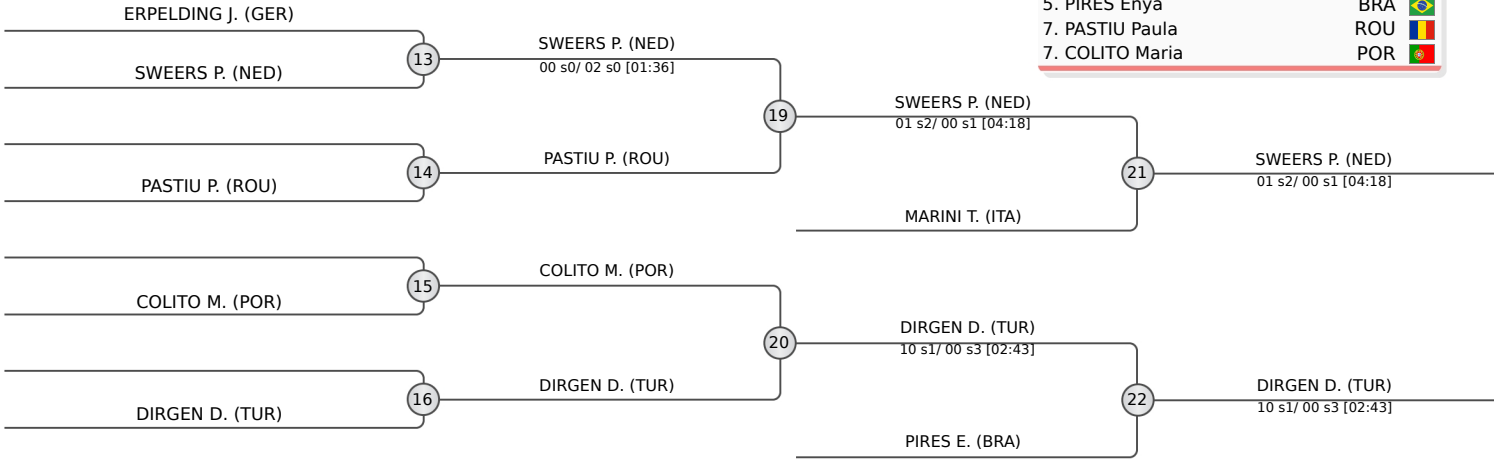 ERPELDING J. (GER)
SWEERS P. (NED)
13
SWEERS P. (NED)
00 s0/ 02 s0 [01:36]
PASTIU P. (ROU)
14
PASTIU P. (ROU)
19
SWEERS P. (NED)
01 s2/ 00 s1 [04:18]
MARINI T. (ITA)
21
SWEERS P. (NED)
01 s2/ 00 s1 [04:18]
COLITO M. (POR)
15
COLITO M. (POR)
DIRGEN D. (TUR)
16
DIRGEN D. (TUR)
20
DIRGEN D. (TUR)
10 s1/ 00 s3 [02:43]
PIRES E. (BRA)
22
DIRGEN D. (TUR)
10 s1/ 00 s3 [02:43]
5. PIRES Enya BRA
7. PASTIU Paula ROU
7. COLITO Maria POR